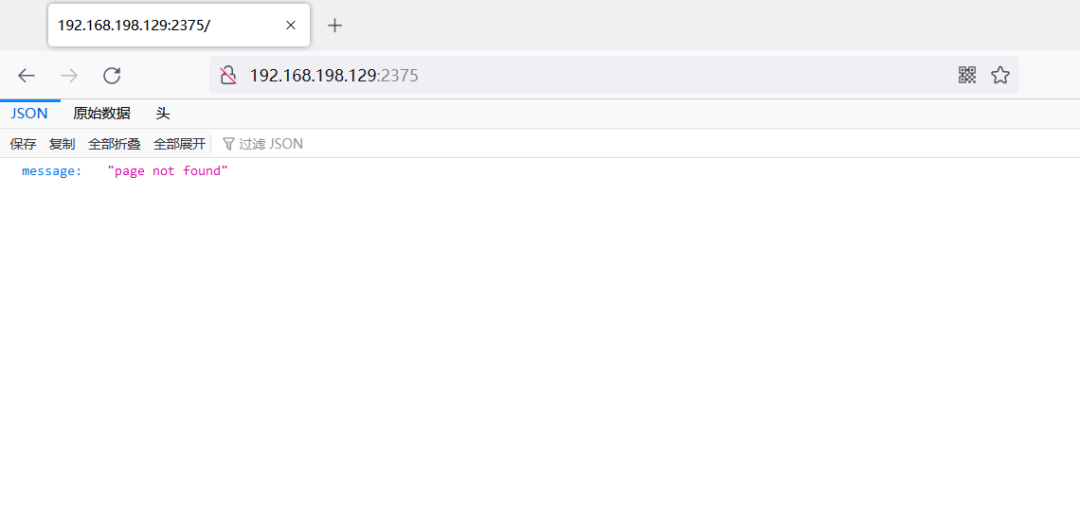 192.168.198.129:2375/
192.168.198.129:2375
JSON 原始数据 头
保存 复制 全部折叠 全部展开 过滤 JSON
message: "page not found"